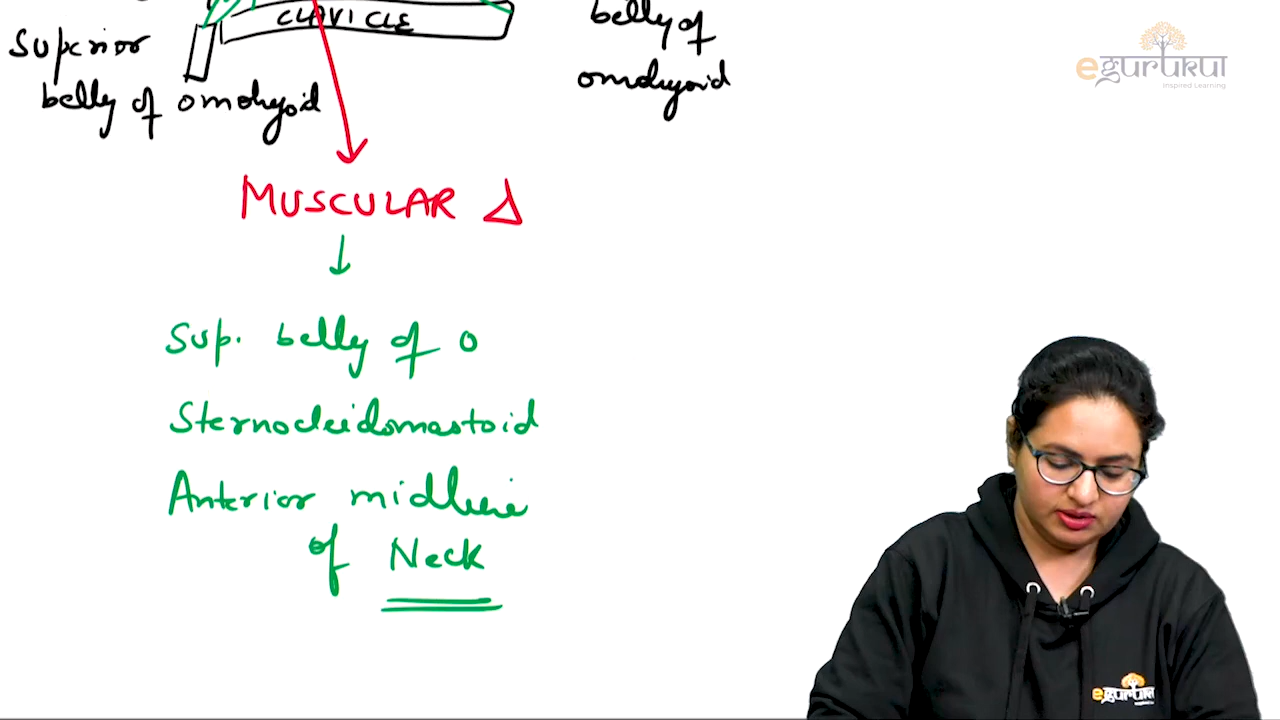 CLAVICLE
belly of
omohyoid
Superior
belly of omohyoid
MUSCULAR Δ
↓
Sup. belly of O
Sternocleidomastoid
Anterior midline
of Neck
egurukul
Inspired Learning
egurukul